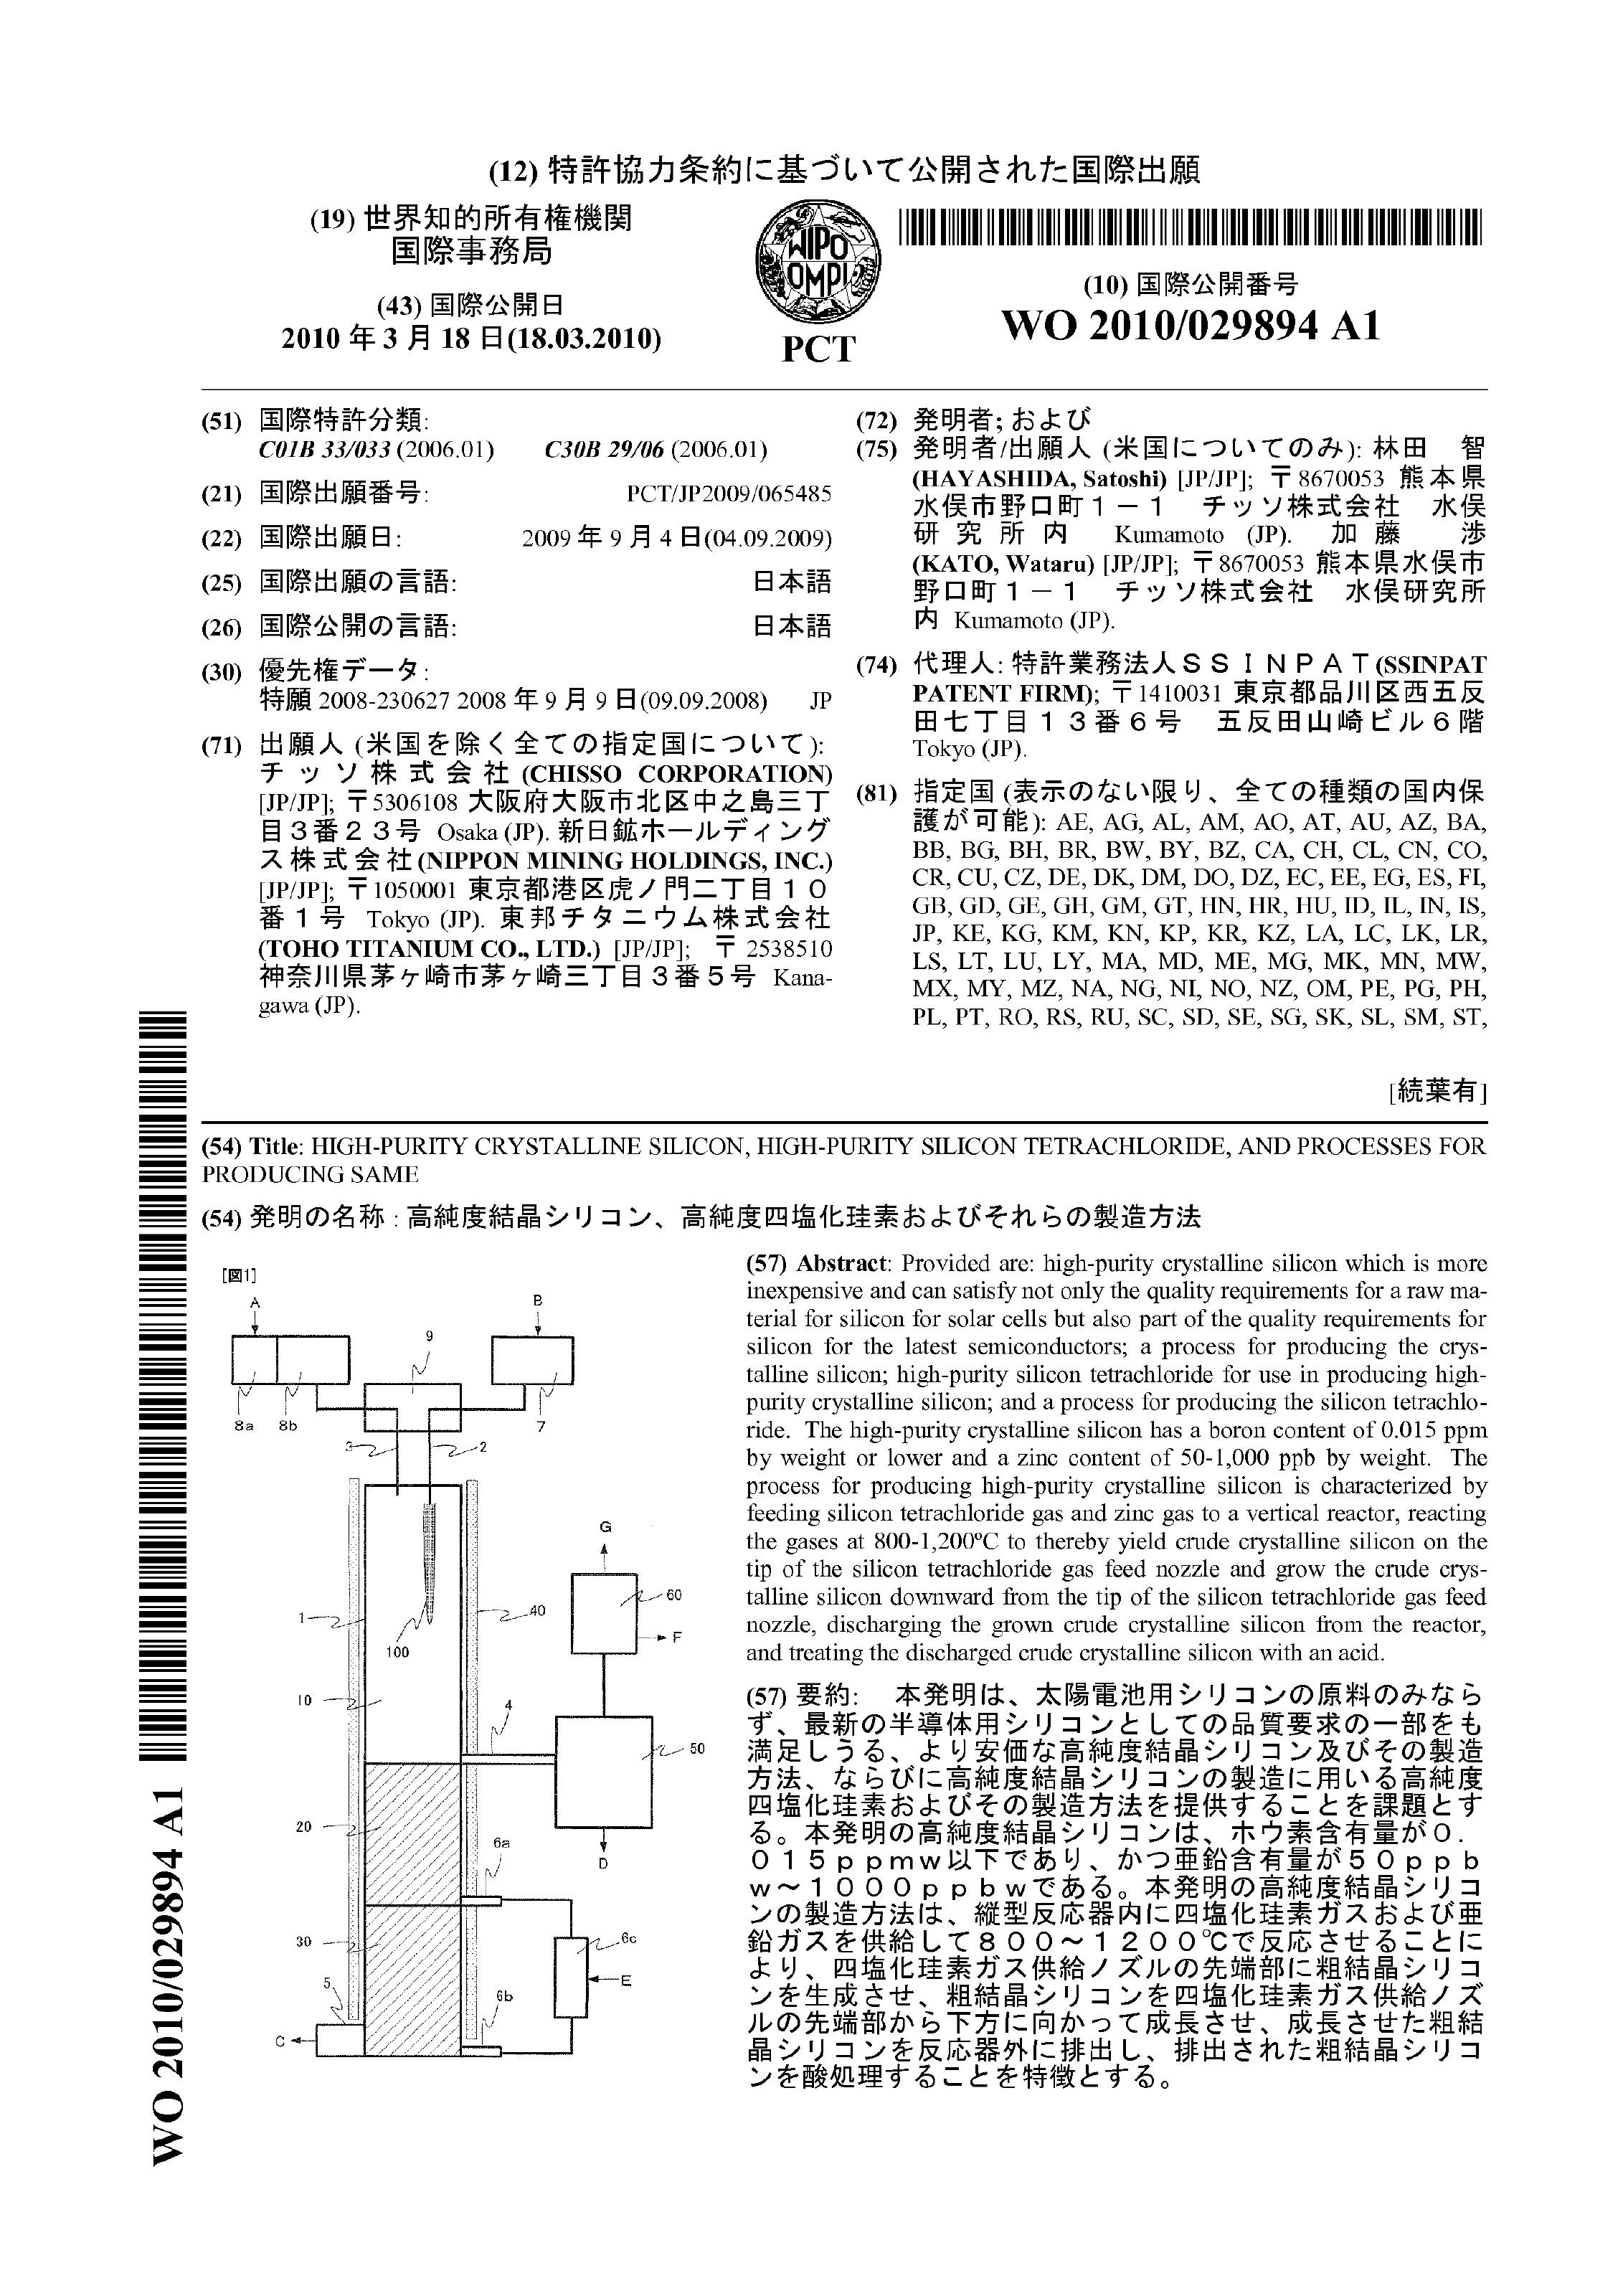 (12) 特許協力条約に基づいて公開された国際出願
(19) 世界知的所有権機関
国際事務局
(43) 国際公開日
2010 年 3 月 18 日(18.03.2010)
WIPO
OMPI
PCT
(10) 国際公開番号
WO 2010/029894 A1
(51) 国際特許分類:
C01B 33/033 (2006.01) C30B 29/06 (2006.01)
(21) 国際出願番号: PCT/JP2009/065485
(22) 国際出願日: 2009 年 9 月 4 日(04.09.2009)
(25) 国際出願の言語: 日本語
(26) 国際公開の言語: 日本語
(30) 優先権データ:
特願 2008-230627 2008 年 9 月 9 日(09.09.2008) JP
(71) 出願人 (米国を除く全ての指定国について):
チッソ株式会社 (CHISSO CORPORATION)
[JP/JP]; 〒5306108 大阪府大阪市北区中之島三丁
目3番23号 Osaka (JP). 新日鉱ホールディング
ス株式会社 (NIPPON MINING HOLDINGS, INC.)
[JP/JP]; 〒1050001 東京都港区虎ノ門二丁目10
番1号 Tokyo (JP). 東邦チタニウム株式会社
(TOHO TITANIUM CO., LTD.) [JP/JP]; 〒2538510
神奈川県茅ヶ崎市茅ヶ崎三丁目3番5号 Kana-
gawa (JP).
(72) 発明者; および
(75) 発明者/出願人 (米国についてのみ): 林田 智
(HAYASHIDA, Satoshi) [JP/JP]; 〒8670053 熊本県
水俣市野口町1-1 チッソ株式会社 水俣
研究所内 Kumamoto (JP). 加藤 渉
(KATO, Wataru) [JP/JP]; 〒8670053 熊本県水俣市
野口町1-1 チッソ株式会社 水俣研究所
内 Kumamoto (JP).
(74) 代理人: 特許業務法人SSINPAT(SSINPAT
PATENT FIRM); 〒1410031 東京都品川区西五反
田七丁目13番6号 五反田山崎ビル6階
Tokyo (JP).
(81) 指定国 (表示のない限り、全ての種類の国内保
護が可能): AE, AG, AL, AM, AO, AT, AU, AZ, BA,
BB, BG, BH, BR, BW, BY, BZ, CA, CH, CL, CN, CO,
CR, CU, CZ, DE, DK, DM, DO, DZ, EC, EE, EG, ES, FI,
GB, GD, GE, GH, GM, GT, HN, HR, HU, ID, IL, IN, IS,
JP, KE, KG, KM, KN, KP, KR, KZ, LA, LC, LK, LR,
LS, LT, LU, LY, MA, MD, ME, MG, MK, MN, MW,
MX, MY, MZ, NA, NG, NI, NO, NZ, OM, PE, PG, PH,
PL, PT, RO, RS, RU, SC, SD, SE, SG, SK, SL, SM, ST,
[続葉有]
(54) Title: HIGH-PURITY CRYSTALLINE SILICON, HIGH-PURITY SILICON TETRACHLORIDE, AND PROCESSES FOR
PRODUCING SAME
(54) 発明の名称 : 高純度結晶シリコン、高純度四塩化珪素およびそれらの製造方法
[図1]
A
B
9
8a
8b
7
3
2
G
1
40
60
F
100
10
4
50
20
6a
D
30
6c
5
E
6b
C
(57) Abstract: Provided are: high-purity crystalline silicon which is more
inexpensive and can satisfy not only the quality requirements for a raw ma-
terial for silicon for solar cells but also part of the quality requirements for
silicon for the latest semiconductors; a process for producing the crys-
talline silicon; high-purity silicon tetrachloride for use in producing high-
purity crystalline silicon; and a process for producing the silicon tetrachlo-
ride. The high-purity crystalline silicon has a boron content of 0.015 ppm
by weight or lower and a zinc content of 50-1,000 ppb by weight. The
process for producing high-purity crystalline silicon is characterized by
feeding silicon tetrachloride gas and zinc gas to a vertical reactor, reacting
the gases at 800-1,200°C to thereby yield crude crystalline silicon on the
tip of the silicon tetrachloride gas feed nozzle and grow the crude crys-
talline silicon downward from the tip of the silicon tetrachloride gas feed
nozzle, discharging the grown crude crystalline silicon from the reactor,
and treating the discharged crude crystalline silicon with an acid.
(57) 要約: 本発明は、太陽電池用シリコンの原料のみなら
ず、最新の半導体用シリコンとしての品質要求の一部をも
満足しうる、より安価な高純度結晶シリコン及びその製造
方法、ならびに高純度結晶シリコンの製造に用いる高純度
四塩化珪素およびその製造方法を提供することを課題とす
る。本発明の高純度結晶シリコンは、ホウ素含有量が0.
015ppmw以下であり、かつ亜鉛含有量が50ppb
w~1000ppbwである。本発明の高純度結晶シリコ
ンの製造方法は、縦型反応器内に四塩化珪素ガスおよび亜
鉛ガスを供給して800~1200℃で反応させることに
より、四塩化珪素ガス供給ノズルの先端部に粗結晶シリコ
ンを生成させ、粗結晶シリコンを四塩化珪素ガス供給ノズ
ルの先端部から下方に向かって成長させ、成長させた粗結
晶シリコンを反応器外に排出し、排出された粗結晶シリコ
ンを酸処理することを特徴とする。
WO 2010/029894 A1